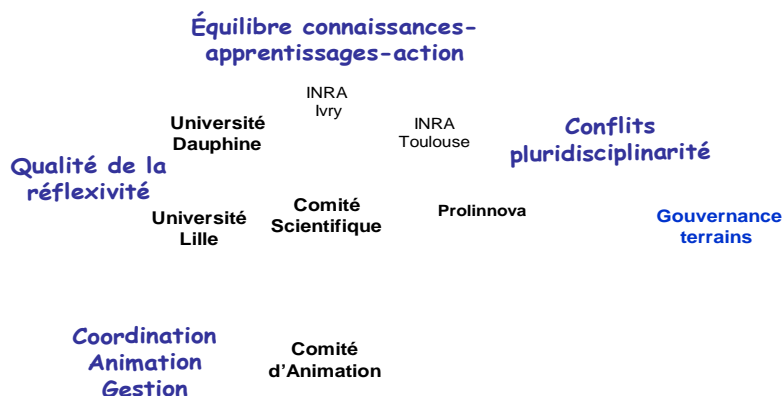 Équilibre connaissances-
apprentissages-action
INRA
Ivry
Université
Dauphine
INRA
Toulouse
Conflits
pluridisciplinarité
Qualité de la
réflexivité
Université
Lille
Comité
Scientifique
Prolinnova
Gouvernance
terrains
Coordination
Animation
Gestion
Comité
d’Animation